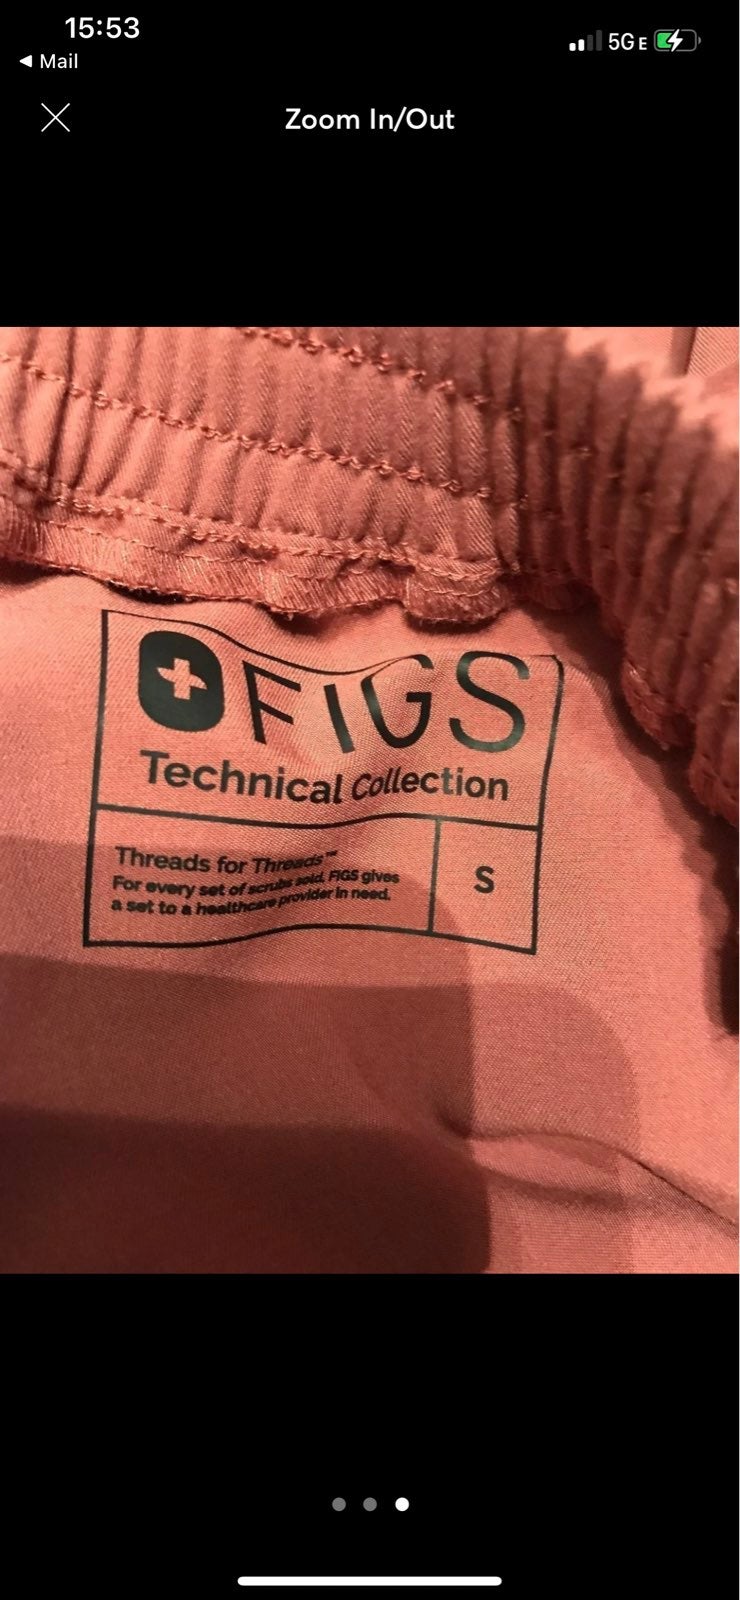 15:53
5GE
Mail
Zoom In/Out
FIGS
Technical Collection
Threads for Threads™
For every set of scrubs sold, FIGS gives
a set to a healthcare provider in need.
S